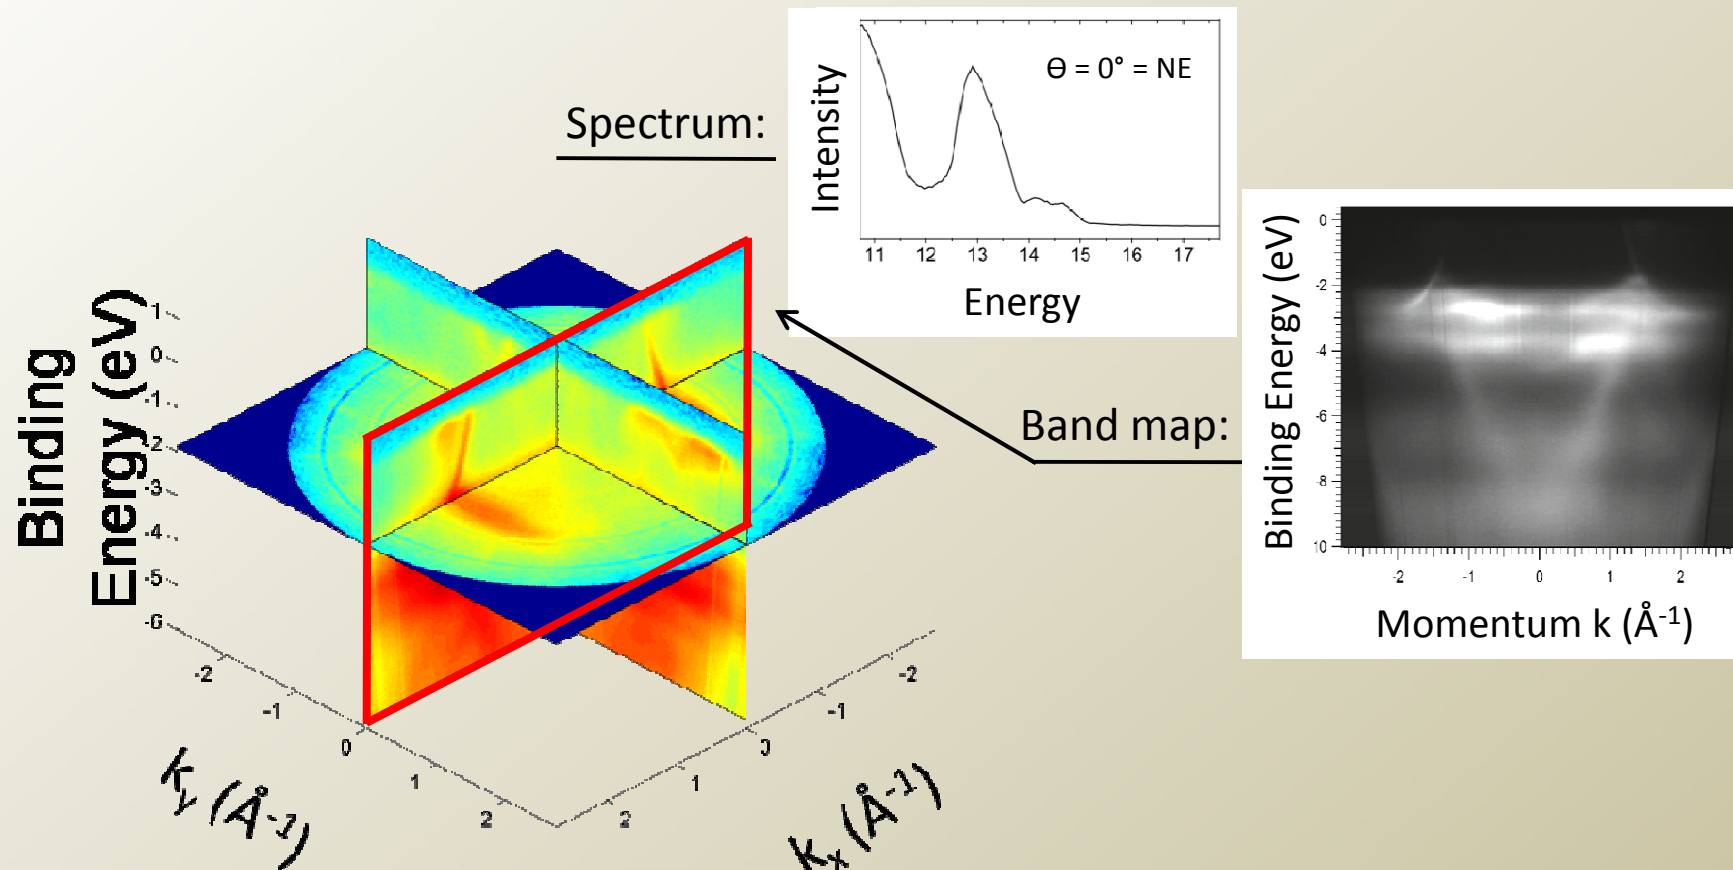 Spectrum:
Intensity
Θ = 0° = NE
11 12 13 14 15 16 17
Energy
Band map:
Binding Energy (eV)
0
-2
-4
-6
-8
10
-2 -1 0 1 2
Momentum k (Å-1)
Binding
Energy (eV)
1
0
-1
-2
-3
-4
-5
-6
-2
-1
0
1
2
ky (Å-1)
-2
-1
0
1
2
kx (Å-1)